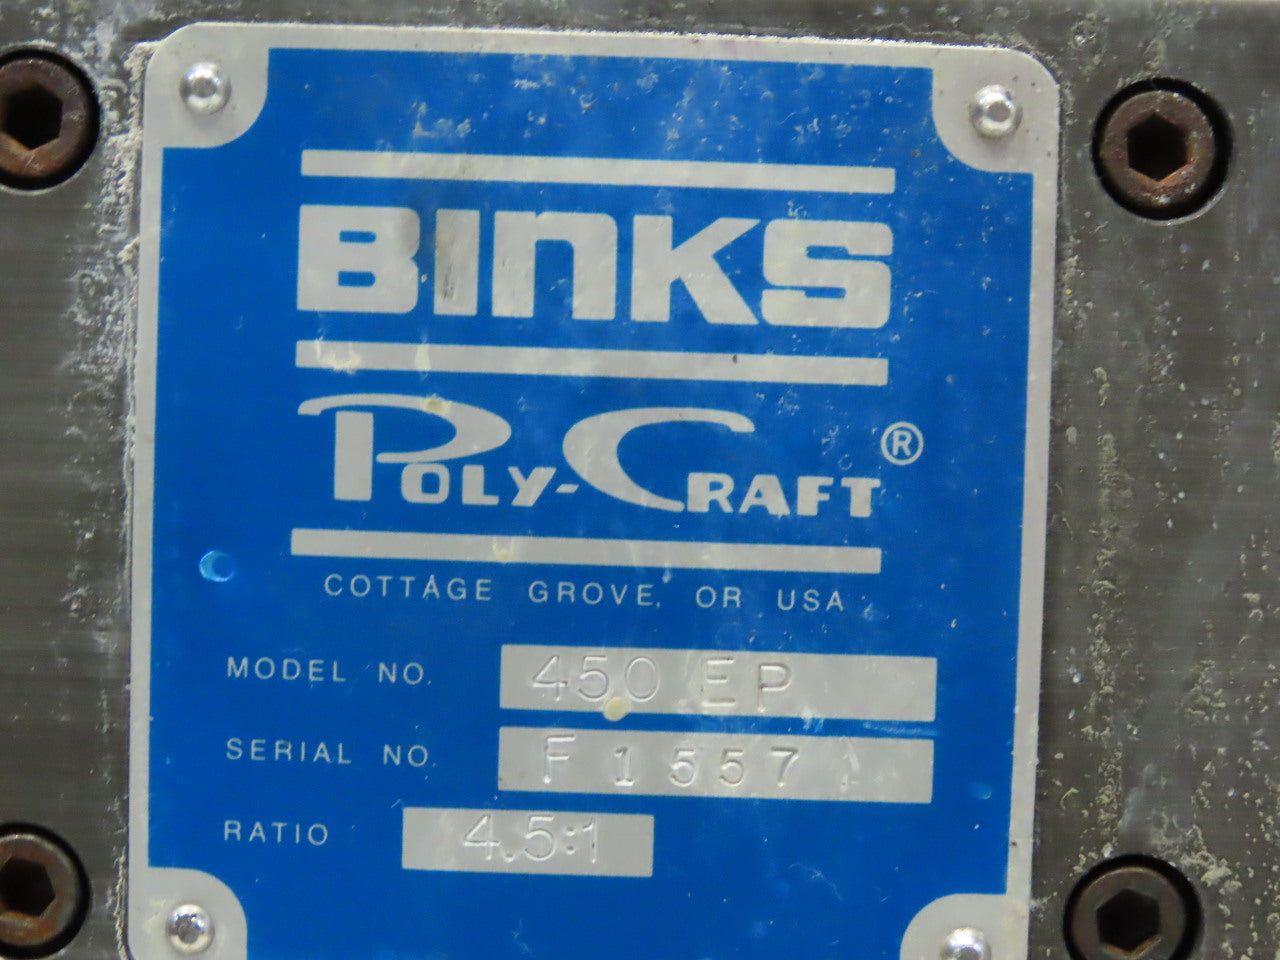 BINKS
POLY-CRAFT®
COTTAGE GROVE, OR USA
MODEL NO. 450 EP
SERIAL NO. F 1557
RATIO 4.5:1